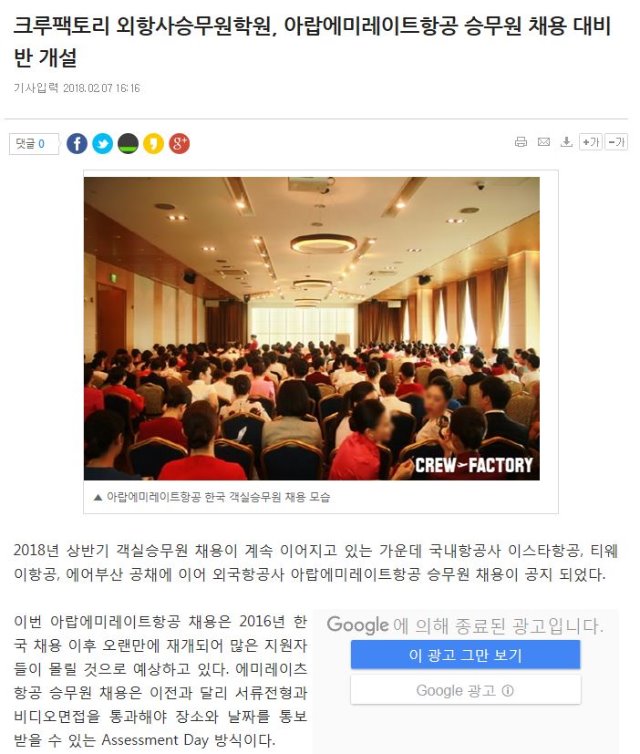 크루팩토리 외항사승무원학원, 아랍에미레이트항공 승무원 채용 대비
반 개설
기사입력 2018.02.07 16:16
댓글 0
+가 -가
CREW FACTORY
▲ 아랍에미레이트항공 한국 객실승무원 채용 모습
2018년 상반기 객실승무원 채용이 계속 이어지고 있는 가운데 국내항공사 이스타항공, 티웨
이항공, 에어부산 공채에 이어 외국항공사 아랍에미레이트항공 승무원 채용이 공지 되었다.
이번 아랍에미레이트항공 채용은 2016년 한
국 채용 이후 오랜만에 재개되어 많은 지원자
들이 몰릴 것으로 예상하고 있다. 에미레이츠
항공 승무원 채용은 이전과 달리 서류전형과
비디오면접을 통과해야 장소와 날짜를 통보
받을 수 있는 Assessment Day 방식이다.
Google 에 의해 종료된 광고입니다.
이 광고 그만 보기
Google 광고 ⓘ